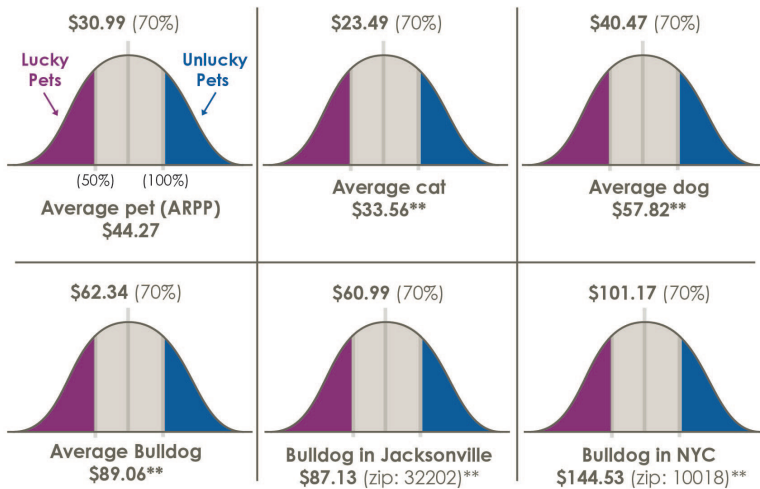 $30.99 (70%)
Lucky
Pets
Unlucky
Pets
(50%) (100%)
Average pet (ARPP)
$44.27
$23.49 (70%)
Average cat
$33.56**
$40.47 (70%)
Average dog
$57.82**
$62.34 (70%)
Average Bulldog
$89.06**
$60.99 (70%)
Bulldog in Jacksonville
$87.13 (zip: 32202)**
$101.17 (70%)
Bulldog in NYC
$144.53 (zip: 10018)**